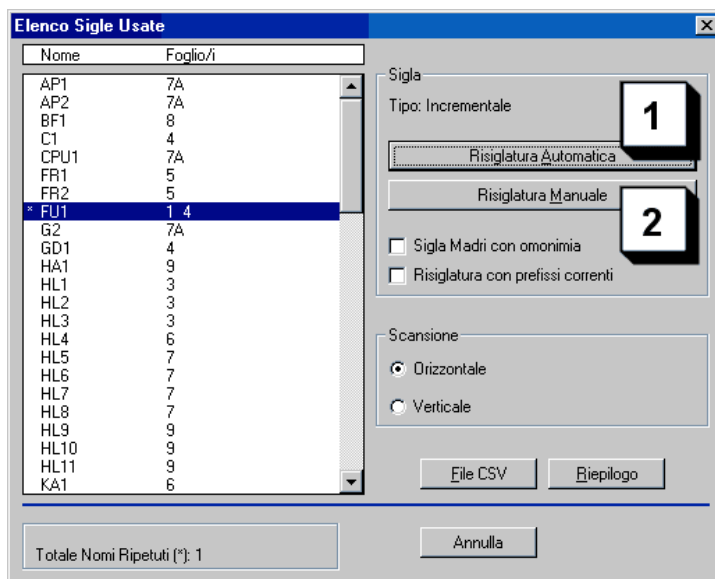 Elenco Sigle Usate
Nome Foglio/i
AP1 7A
AP2 7A
BF1 8
C1 4
CPU1 7A
FR1 5
FR2 5
* FU1 1 4
G2 7A
GD1 4
HA1 9
HL1 3
HL2 3
HL3 3
HL4 6
HL5 7
HL6 7
HL7 7
HL8 7
HL9 9
HL10 9
HL11 9
KA1 6
Totale Nomi Ripetuti (*): 1
Sigla
Tipo: Incrementale
1
Risiglatura Automatica
Risiglatura Manuale
2
Sigla Madri con omonimia
Risiglatura con prefissi correnti
Scansione
Orizzontale
Verticale
File CSV Riepilogo
Annulla